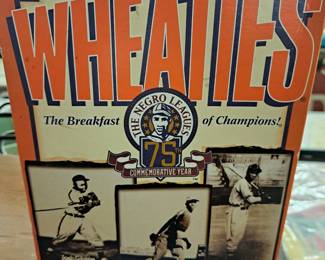 WHEATIES
The Breakfast of Champions!
THE NEGRO LEAGUES
75
COMMEMORATIVE YEAR